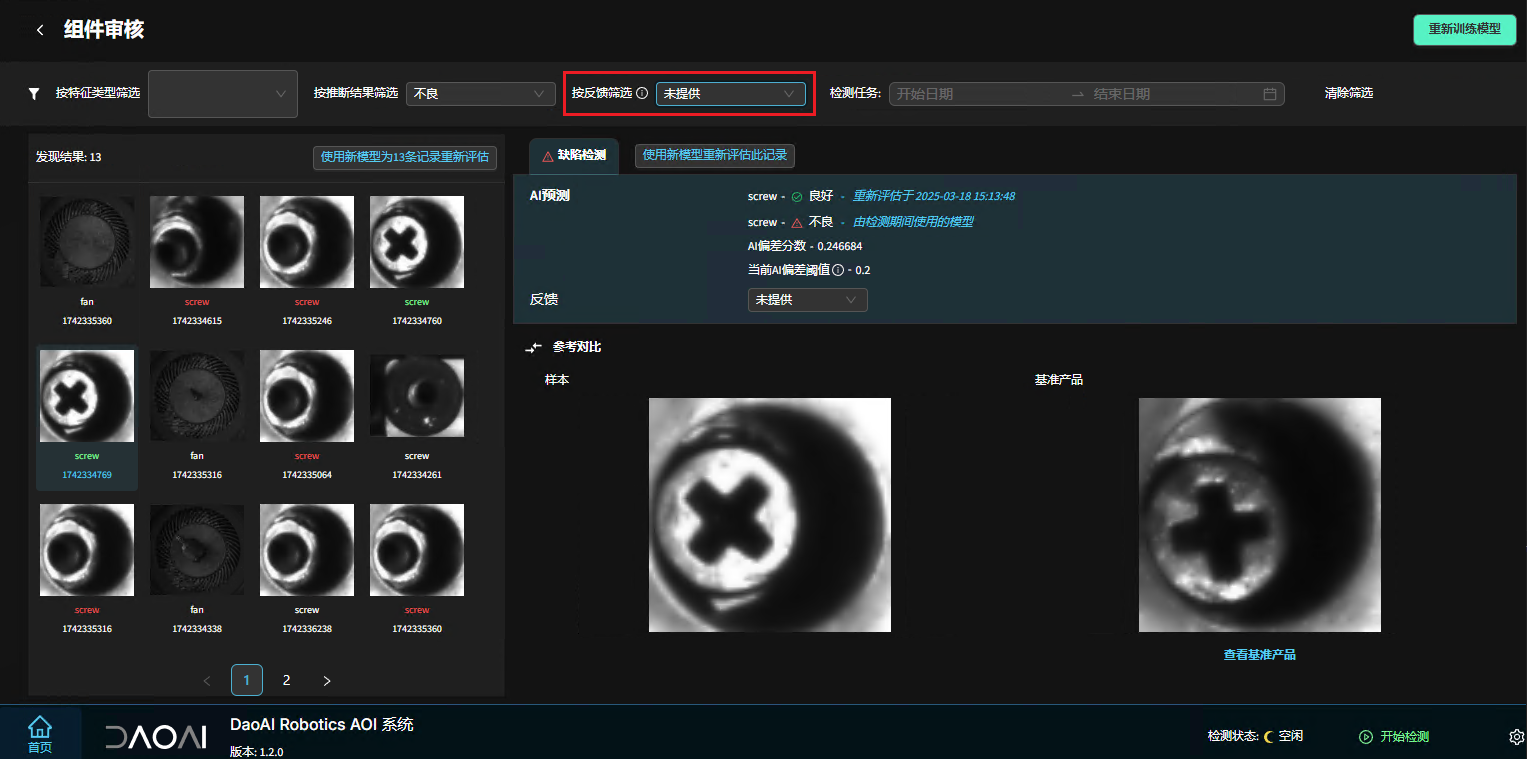 组件审核
重新训练模型
按特征类型筛选
按推断结果筛选 不良
按反馈筛选 未提供
检测任务: 开始日期 → 结束日期
清除筛选
发现结果: 13
使用新模型为13条记录重新评估
fan
1742335360
screw
1742334615
screw
1742335246
screw
1742334760
screw
1742334769
fan
1742335316
screw
1742335064
screw
1742334261
screw
1742335316
fan
1742334338
screw
1742336238
screw
1742335360
< 1 2 >
缺陷检测
使用新模型重新评估此记录
AI预测
screw - 良好 - 重新评估于 2025-03-18 15:13:48
screw - 不良 - 由检测期间使用的模型
AI偏差分数 - 0.246684
当前AI偏差阈值 - 0.2
反馈 未提供
参考对比
样本
基准产品
查看基准产品
首页
DAOAI
DaoAI Robotics AOI 系统
版本: 1.2.0
检测状态: 空闲
开始检测